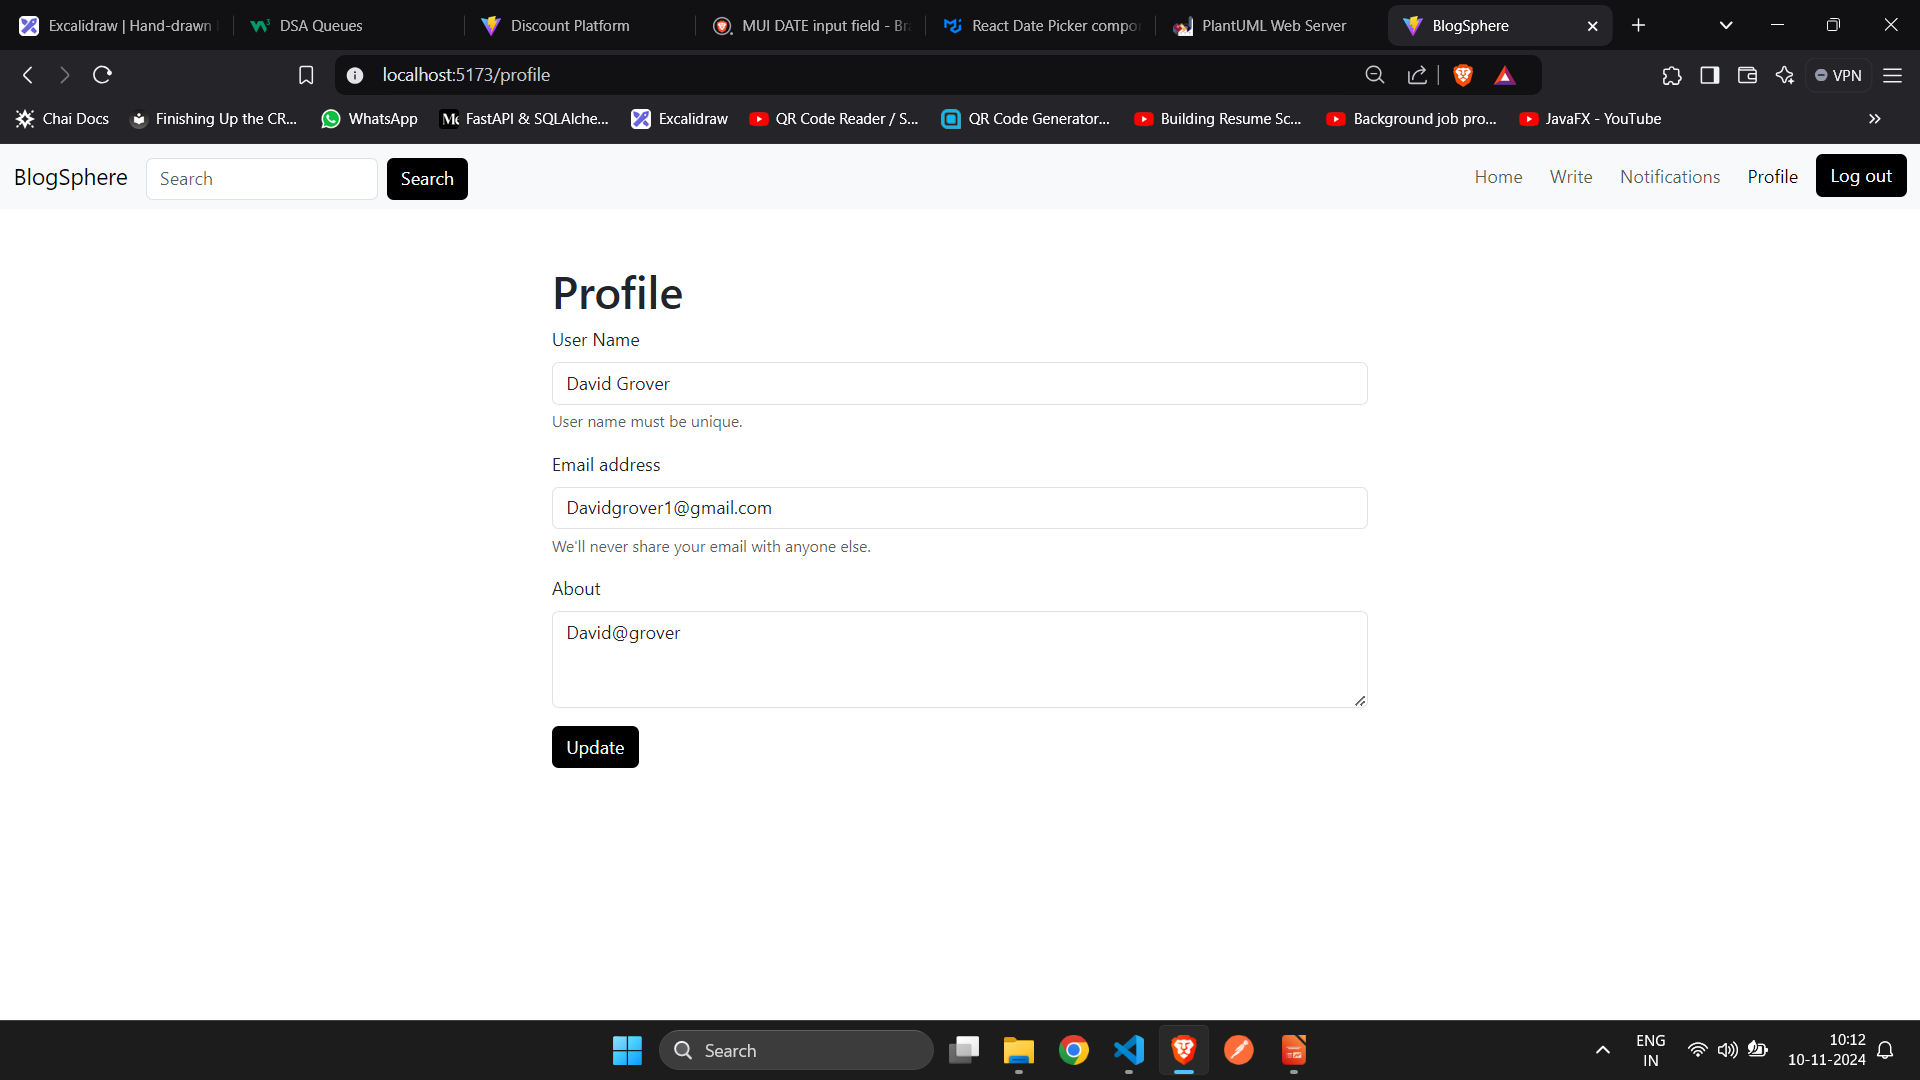 Excalidraw | Hand-drawn
DSA Queues
Discount Platform
MUI DATE input field - Bra
React Date Picker compo
PlantUML Web Server
BlogSphere
localhost:5173/profile
VPN
Chai Docs
Finishing Up the CR...
WhatsApp
FastAPI & SQLAlche...
Excalidraw
QR Code Reader / S...
QR Code Generator...
Building Resume Sc...
Background job pro...
JavaFX - YouTube
BlogSphere
Search
Search
Home
Write
Notifications
Profile
Log out
Profile
User Name
David Grover
User name must be unique.
Email address
Davidgrover1@gmail.com
We'll never share your email with anyone else.
About
David@grover
Update
Search
ENG
IN
10:12
10-11-2024